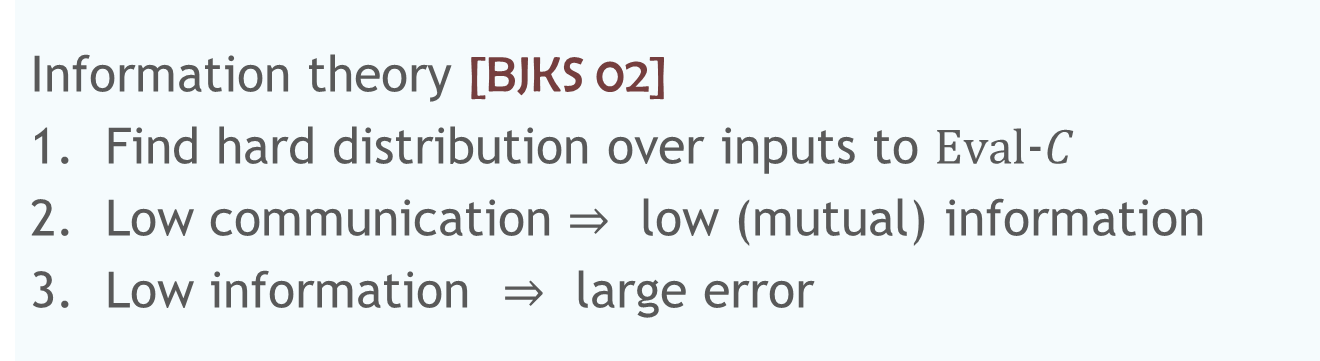 Information theory [BJKS 02]
1. Find hard distribution over inputs to Eval-C
2. Low communication ⇒ low (mutual) information
3. Low information ⇒ large error